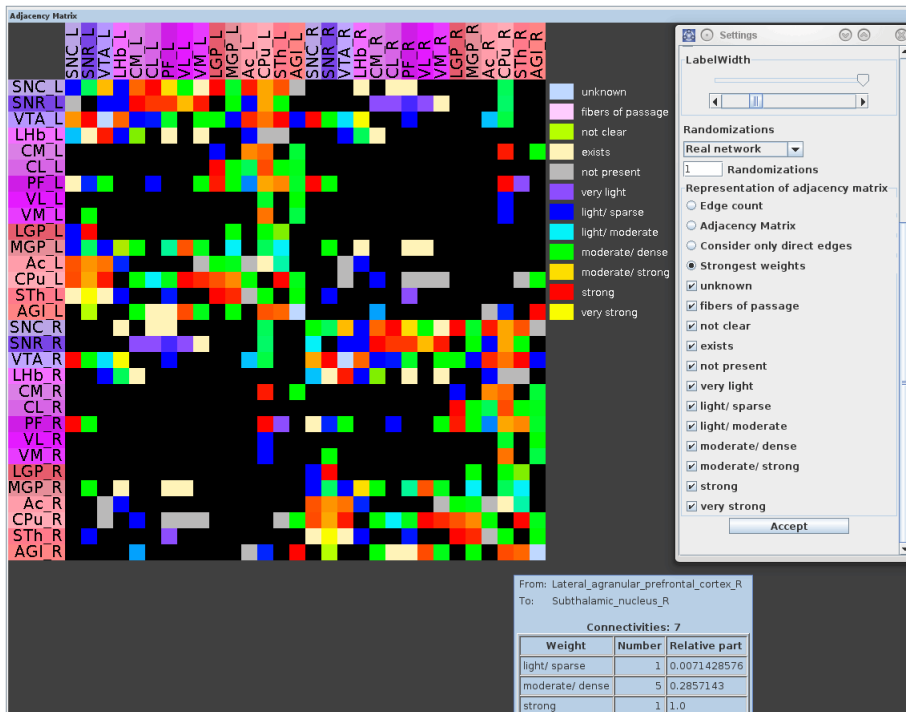 Adjacency Matrix
SNC_L
SNR_L
VTA_L
LHb_L
CM_L
CL_L
PF_L
VL_L
VM_L
LGP_L
MGP_L
Ac_L
CPu_L
STh_L
AGl_L
SNC_R
SNR_R
VTA_R
LHb_R
CM_R
CL_R
PF_R
VL_R
VM_R
LGP_R
MGP_R
Ac_R
CPu_R
STh_R
AGl_R
SNC_L
SNR_L
VTA_L
LHb_L
CM_L
CL_L
PF_L
VL_L
VM_L
LGP_L
MGP_L
Ac_L
CPu_L
STh_L
AGl_L
SNC_R
SNR_R
VTA_R
LHb_R
CM_R
CL_R
PF_R
VL_R
VM_R
LGP_R
MGP_R
Ac_R
CPu_R
STh_R
AGl_R
unknown
fibers of passage
not clear
exists
not present
very light
light/ sparse
light/ moderate
moderate/ dense
moderate/ strong
strong
very strong
Settings
LabelWidth
Randomizations
Real network
1 Randomizations
Representation of adjacency matrix
Edge count
Adjacency Matrix
Consider only direct edges
Strongest weights
unknown
fibers of passage
not clear
exists
not present
very light
light/ sparse
light/ moderate
moderate/ dense
moderate/ strong
strong
very strong
Accept
From: Lateral_agranular_prefrontal_cortex_R
To: Subthalamic_nucleus_R
Connectivities: 7
Weight Number Relative part
light/ sparse 1 0.0071428576
moderate/ dense 5 0.2857143
strong 1 1.0